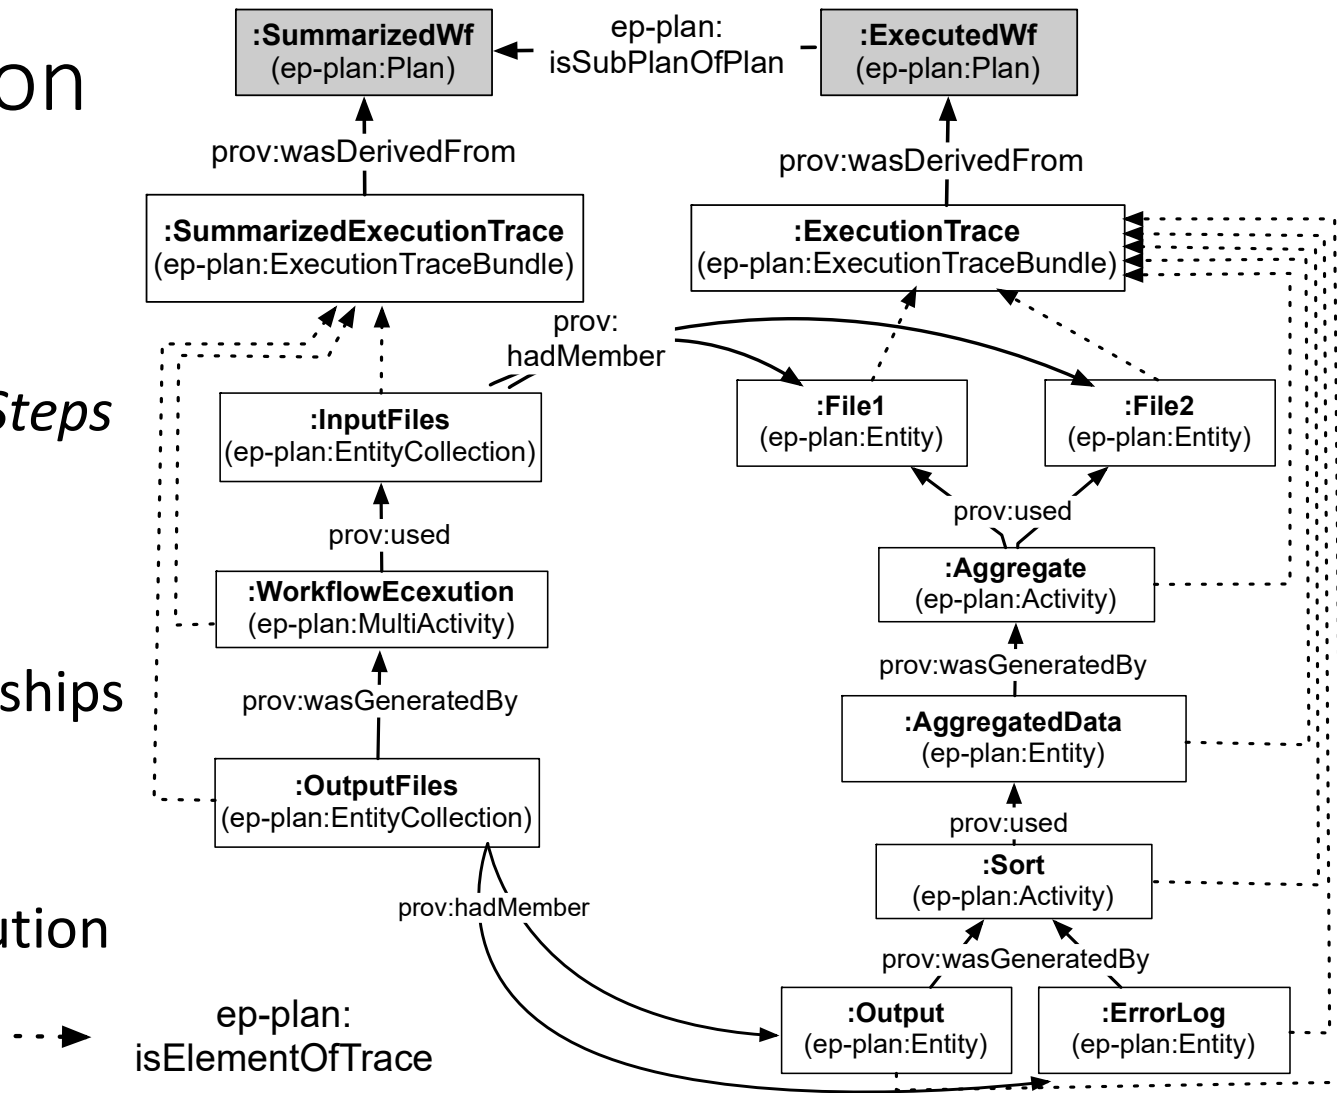 on
Steps
ships
ution
:SummarizedWf
(ep-plan:Plan)
ep-plan:
isSubPlanOfPlan
:ExecutedWf
(ep-plan:Plan)
prov:wasDerivedFrom
prov:wasDerivedFrom
:SummarizedExecutionTrace
(ep-plan:ExecutionTraceBundle)
:ExecutionTrace
(ep-plan:ExecutionTraceBundle)
prov:
hadMember
:InputFiles
(ep-plan:EntityCollection)
:File1
(ep-plan:Entity)
:File2
(ep-plan:Entity)
prov:used
prov:used
:WorkflowEcexution
(ep-plan:MultiActivity)
:Aggregate
(ep-plan:Activity)
prov:wasGeneratedBy
prov:wasGeneratedBy
:AggregatedData
(ep-plan:Entity)
:OutputFiles
(ep-plan:EntityCollection)
prov:used
:Sort
(ep-plan:Activity)
prov:hadMember
prov:wasGeneratedBy
:Output
(ep-plan:Entity)
:ErrorLog
(ep-plan:Entity)
ep-plan:
isElementOfTrace